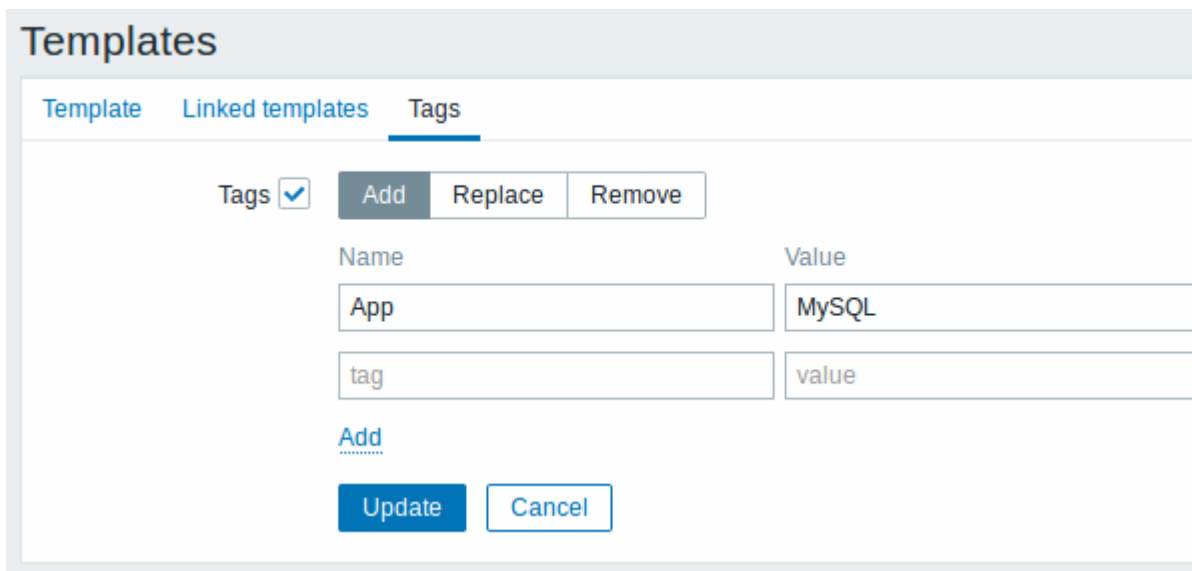 Templates
Template Linked templates Tags
Tags Add Replace Remove
Name Value
App MySQL
tag value
Add
Update Cancel